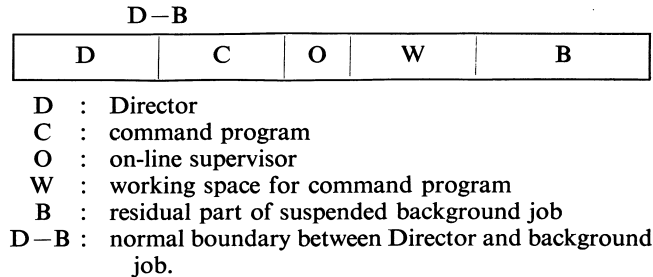 D–B
D C O W B
D : Director
C : command program
O : on-line supervisor
W : working space for command program
B : residual part of suspended background job
D–B : normal boundary between Director and background
job.